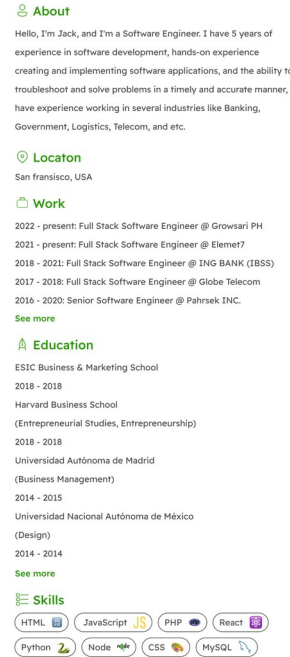 About
Hello, I'm Jack, and I'm a Software Engineer. I have 5 years of
experience in software development, hands-on experience
creating and implementing software applications, and the ability to
troubleshoot and solve problems in a timely and accurate manner,
have experience working in several industries like Banking,
Government, Logistics, Telecom, and etc.
Locaton
San fransisco, USA
Work
2022 - present: Full Stack Software Engineer @ Growsari PH
2021 - present: Full Stack Software Engineer @ Elemet7
2018 - 2021: Full Stack Software Engineer @ ING BANK (IBSS)
2017 - 2018: Full Stack Software Engineer @ Globe Telecom
2016 - 2020: Senior Software Engineer @ Pahrsek INC.
See more
Education
ESIC Business & Marketing School
2018 - 2018
Harvard Business School
(Entrepreneurial Studies, Entrepreneurship)
2018 - 2018
Universidad Autònoma de Madrid
(Business Management)
2014 - 2015
Universidad Nacional Autónoma de México
(Design)
2014 - 2014
See more
Skills
HTML JavaScript JS PHP React
Python Node CSS MySQL